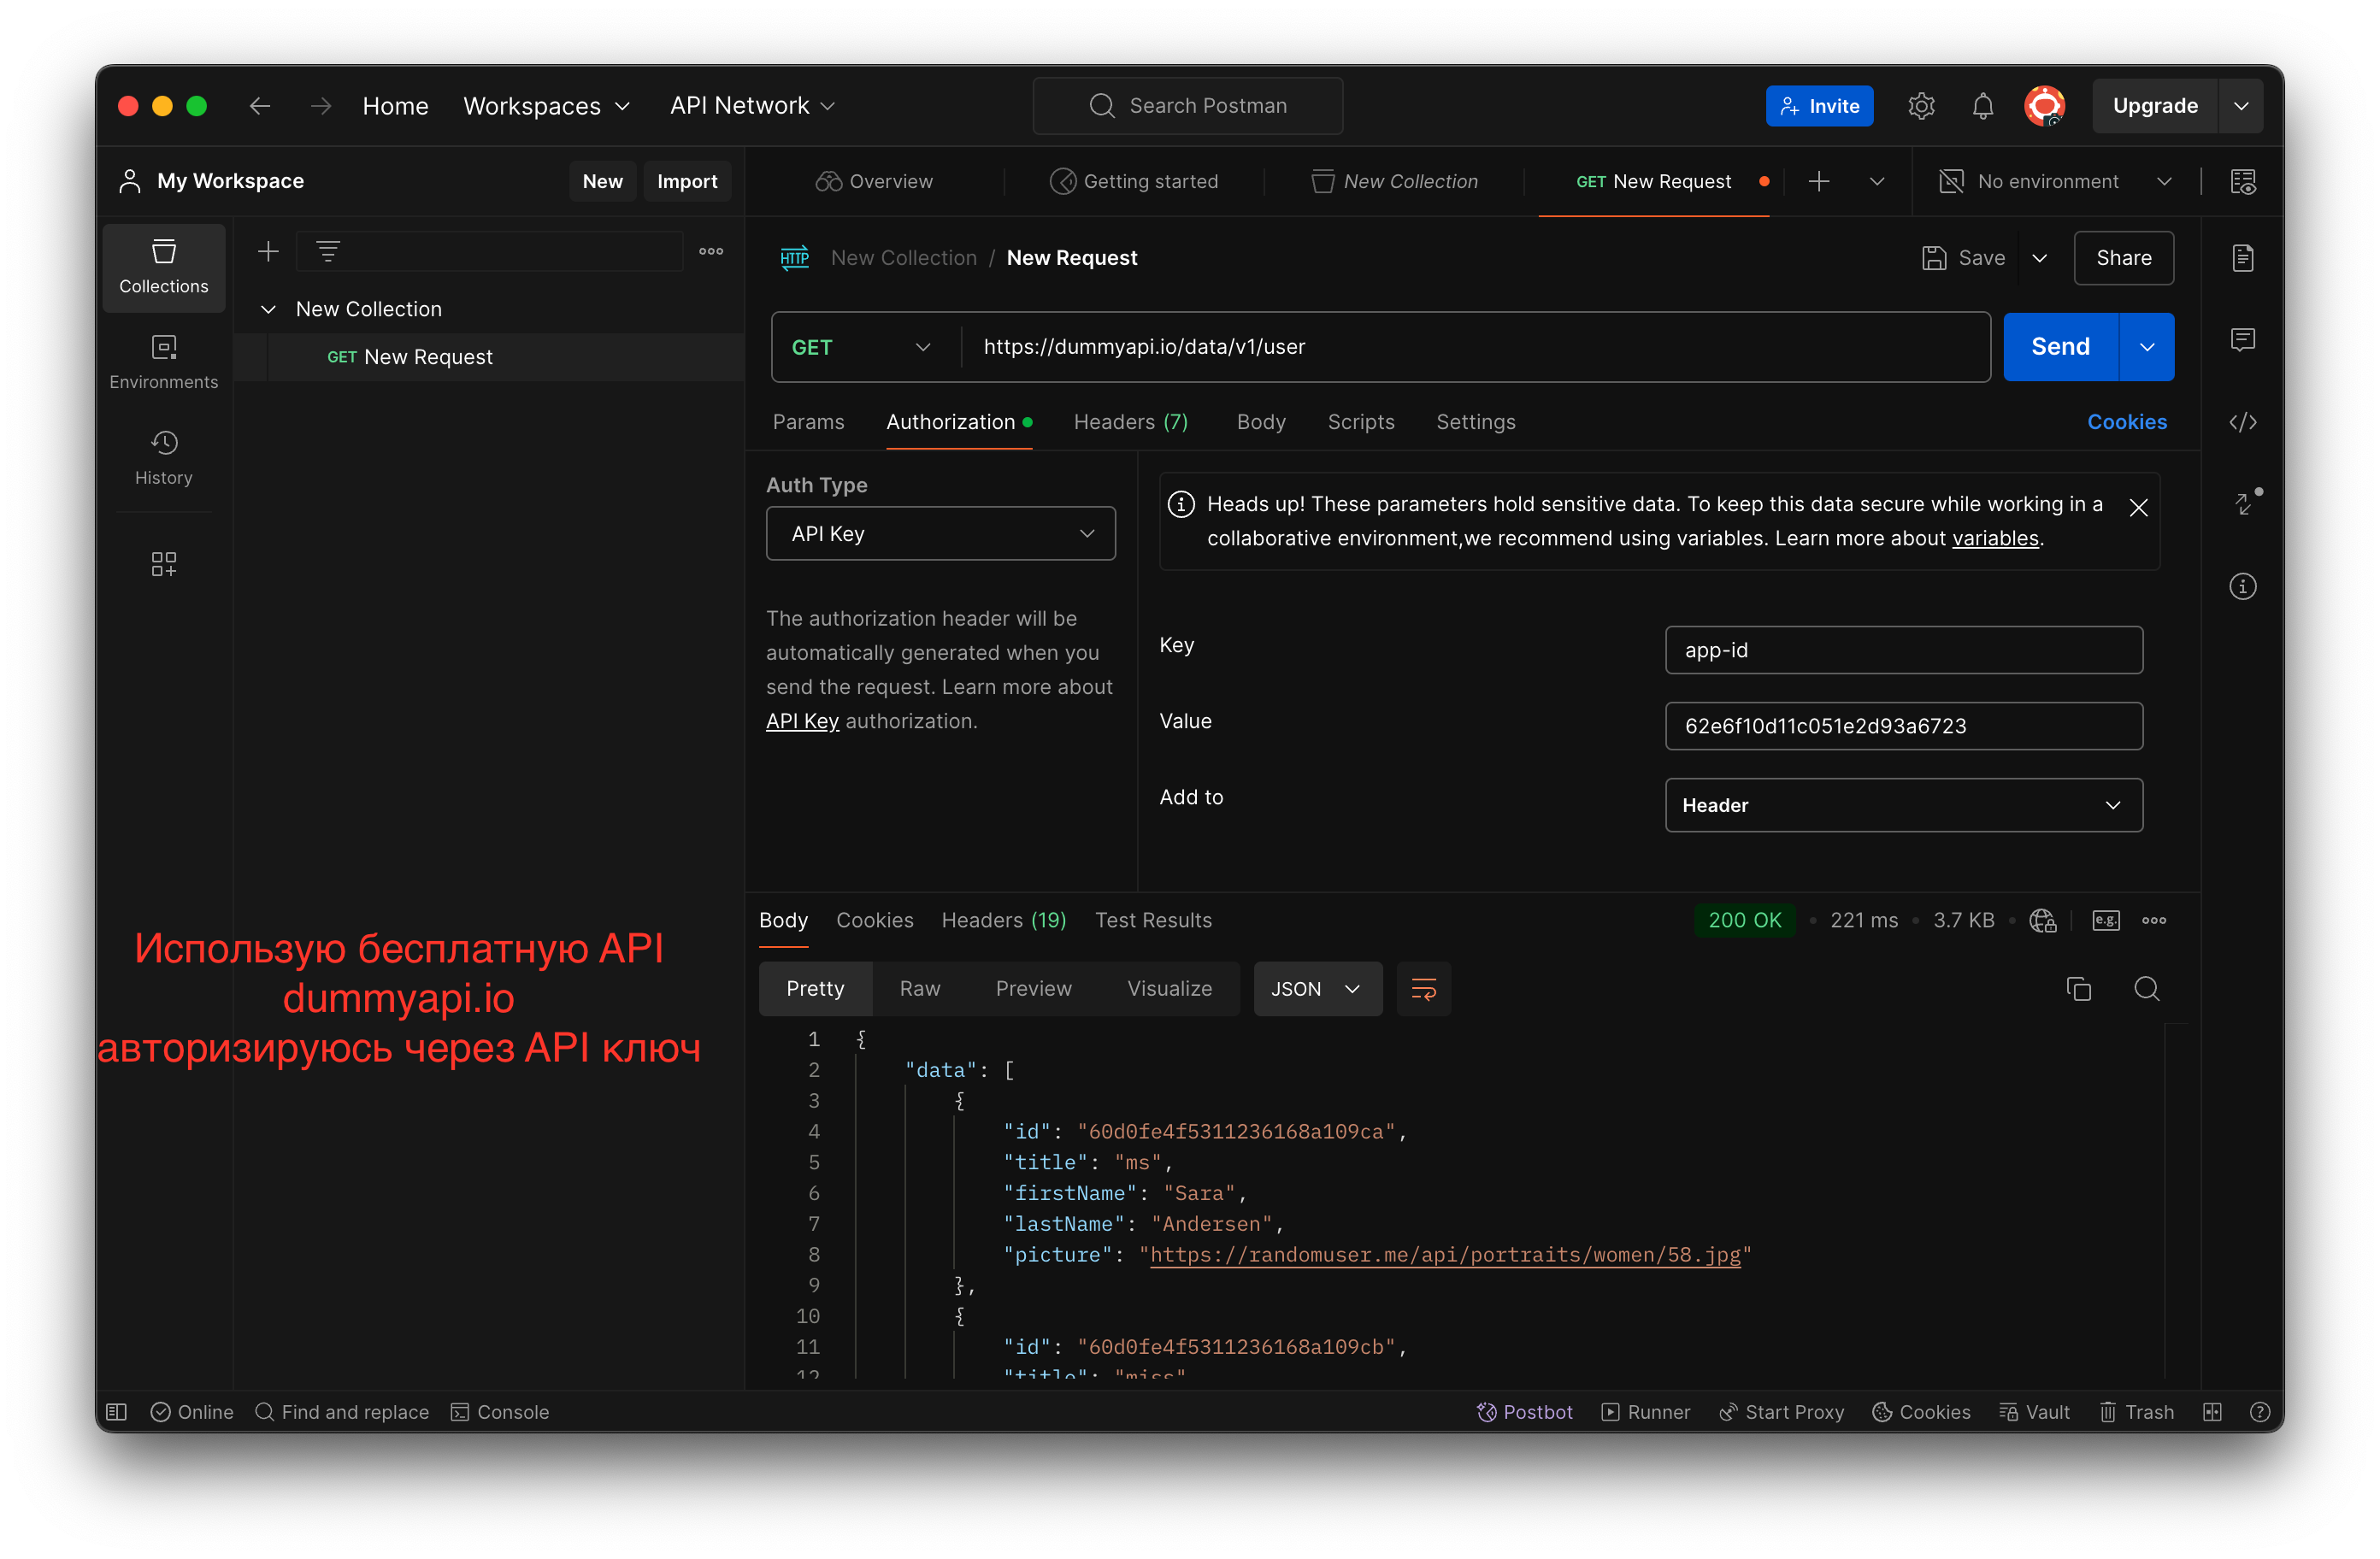 Home Workspaces API Network Search Postman Invite Upgrade
My Workspace New Import
Overview Getting started New Collection GET New Request No environment
Collections
Environments
History
New Collection
GET New Request
HTTP New Collection / New Request Save Share
GET https://dummyapi.io/data/v1/user Send
Params Authorization Headers (7) Body Scripts Settings Cookies
Auth Type
API Key
The authorization header will be
automatically generated when you
send the request. Learn more about
API Key authorization.
Heads up! These parameters hold sensitive data. To keep this data secure while working in a
collaborative environment,we recommend using variables. Learn more about variables.
Key app-id
Value 62e6f10d11c051e2d93a6723
Add to Header
Использую бесплатную API
dummyapi.io
авторизируюсь через API ключ
Body Cookies Headers (19) Test Results 200 OK 221 ms 3.7 KB e.g.
Pretty Raw Preview Visualize JSON
1 {
2 "data": [
3 {
4 "id": "60d0fe4f5311236168a109ca",
5 "title": "ms",
6 "firstName": "Sara",
7 "lastName": "Andersen",
8 "picture": "https://randomuser.me/api/portraits/women/58.jpg"
9 },
10 {
11 "id": "60d0fe4f5311236168a109cb",
12 "title": "miss"
Online Find and replace Console Postbot Runner Start Proxy Cookies Vault Trash